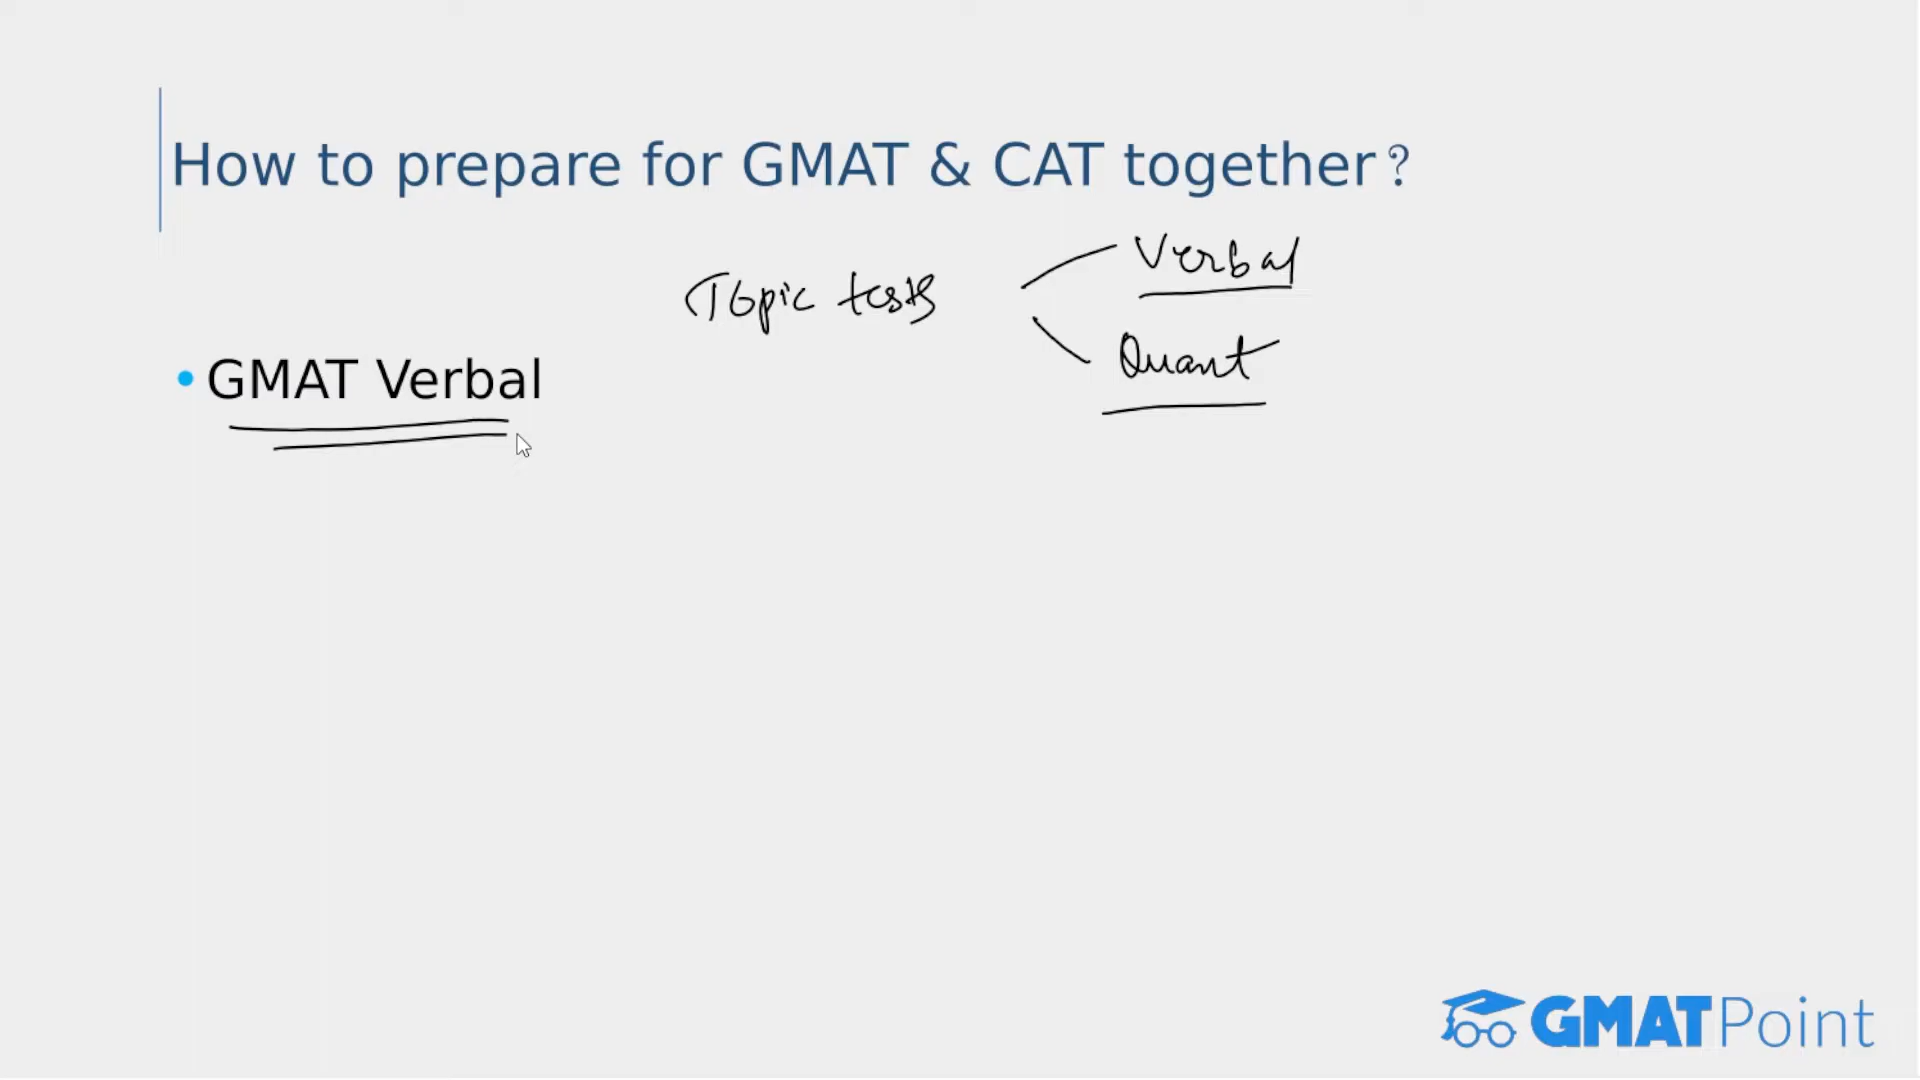 How to prepare for GMAT & CAT together?
Verbal
Topic tests
Quant
• GMAT Verbal
GMATPoint